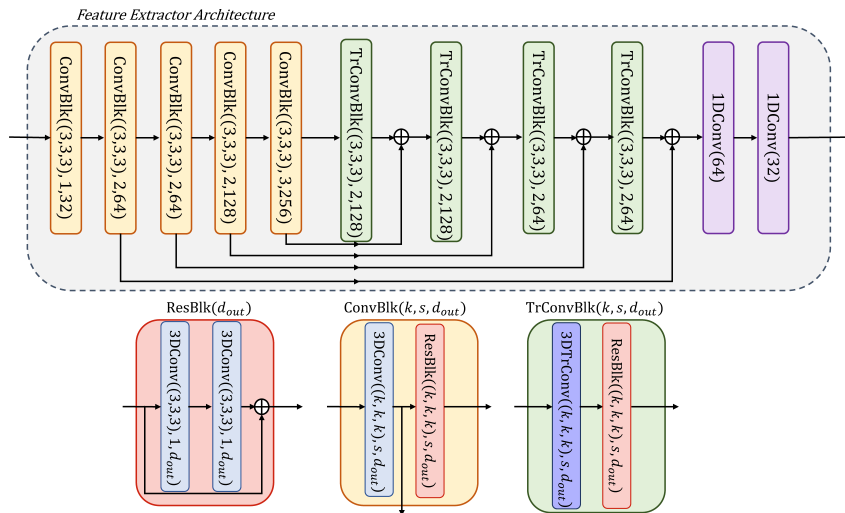 Feature Extractor Architecture
ConvBlk((3,3,3),1,32)
ConvBlk((3,3,3),2,64)
ConvBlk((3,3,3),2,64)
ConvBlk((3,3,3),2,128)
ConvBlk((3,3,3),3,256)
TrConvBlk((3,3,3),2,128)
TrConvBlk((3,3,3),2,128)
TrConvBlk((3,3,3),2,64)
TrConvBlk((3,3,3),2,64)
1DConv(64)
1DConv(32)
ResBlk(d_out)
3DConv((3,3,3),1,d_out)
3DConv((3,3,3),1,d_out)
ConvBlk(k,s,d_out)
3DConv((k,k,k),s,d_out)
ResBlk((k,k,k),s,d_out)
TrConvBlk(k,s,d_out)
3DTrConv((k,k,k),s,d_out)
ResBlk((k,k,k),s,d_out)